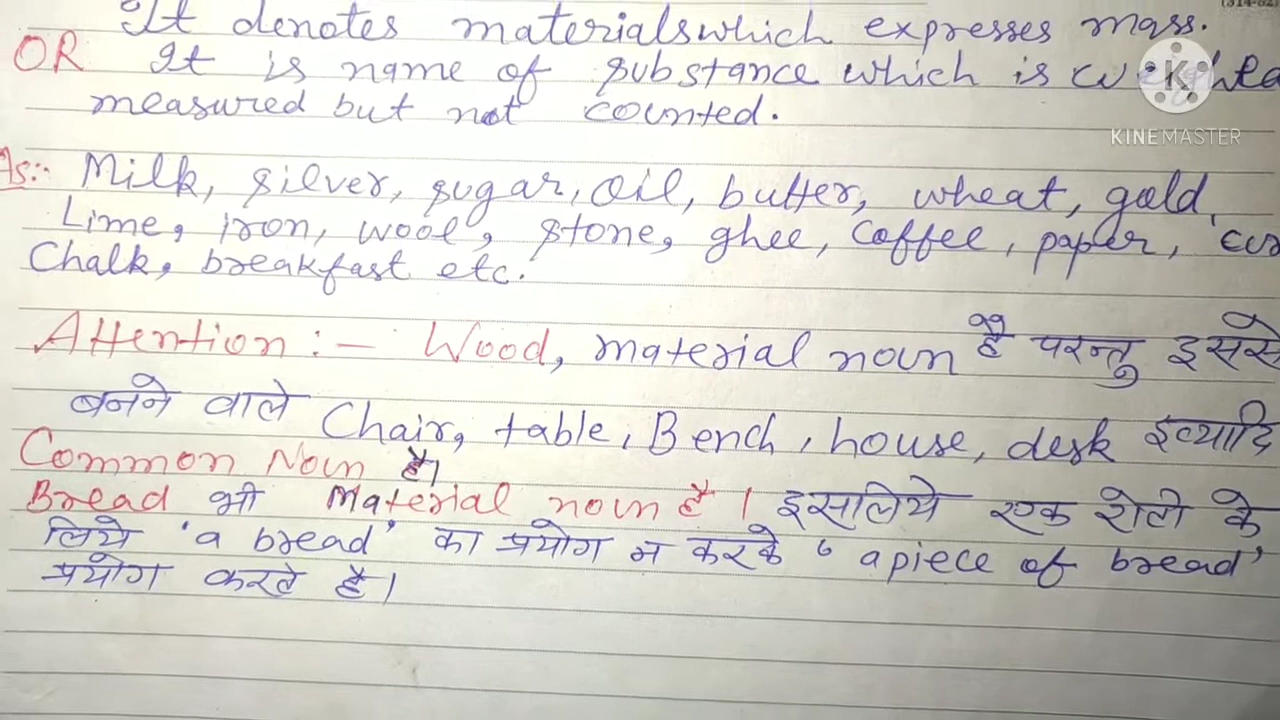 (314-82)
It denotes materials which expresses mass.
OR It is name of substance which is
measured but not counted.
As:- Milk, silver, sugar, oil, butter, wheat, gold,
Lime, iron, wool, stone, ghee, coffee, paper,
Chalk, breakfast etc.
Attention :- Wood, material noun है परन्तु इससे
बनने वाले Chair, table, Bench, house, desk इत्यादि
Common Noun है।
Bread भी Material noun है। इसलिये एक रोटी के
लिये 'a bread' का प्रयोग न करके 'a piece of bread'
प्रयोग करते है।
KINEMASTER